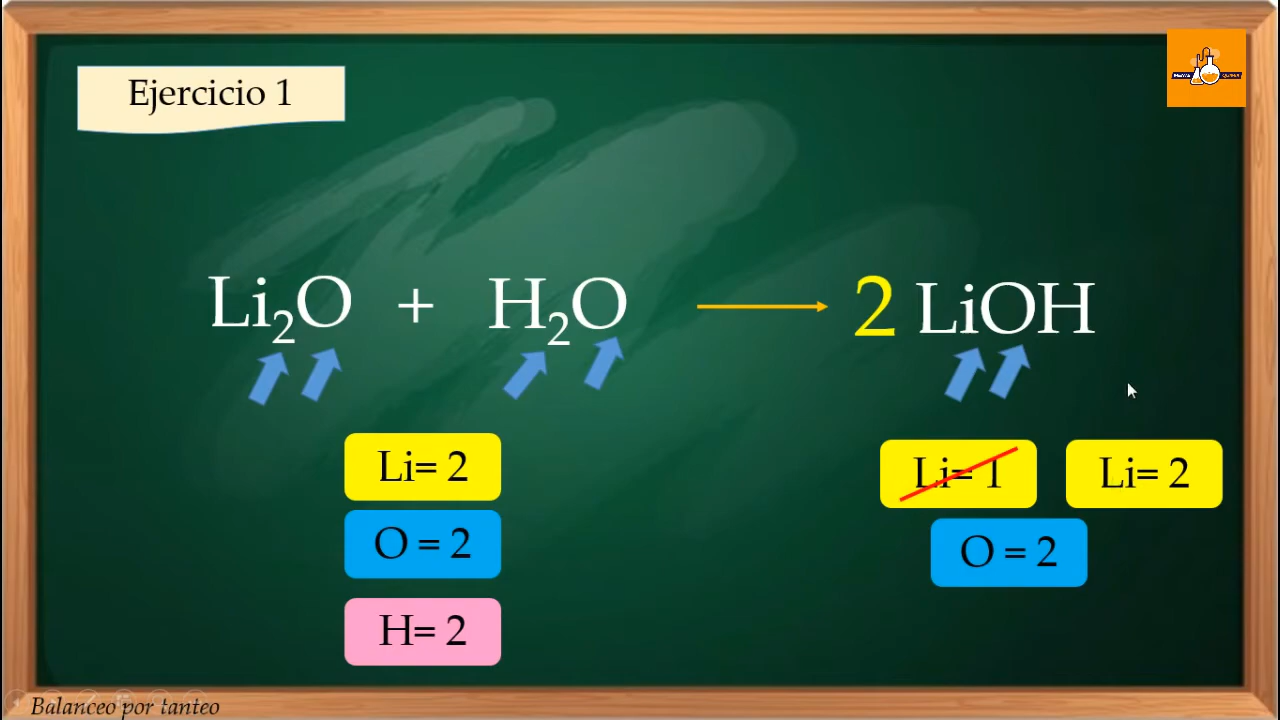 Ejercicio 1
Li₂O + H₂O → 2 LiOH
Li= 2
Li= 1
Li= 2
O = 2
O = 2
H= 2
Balanceo por tanteo